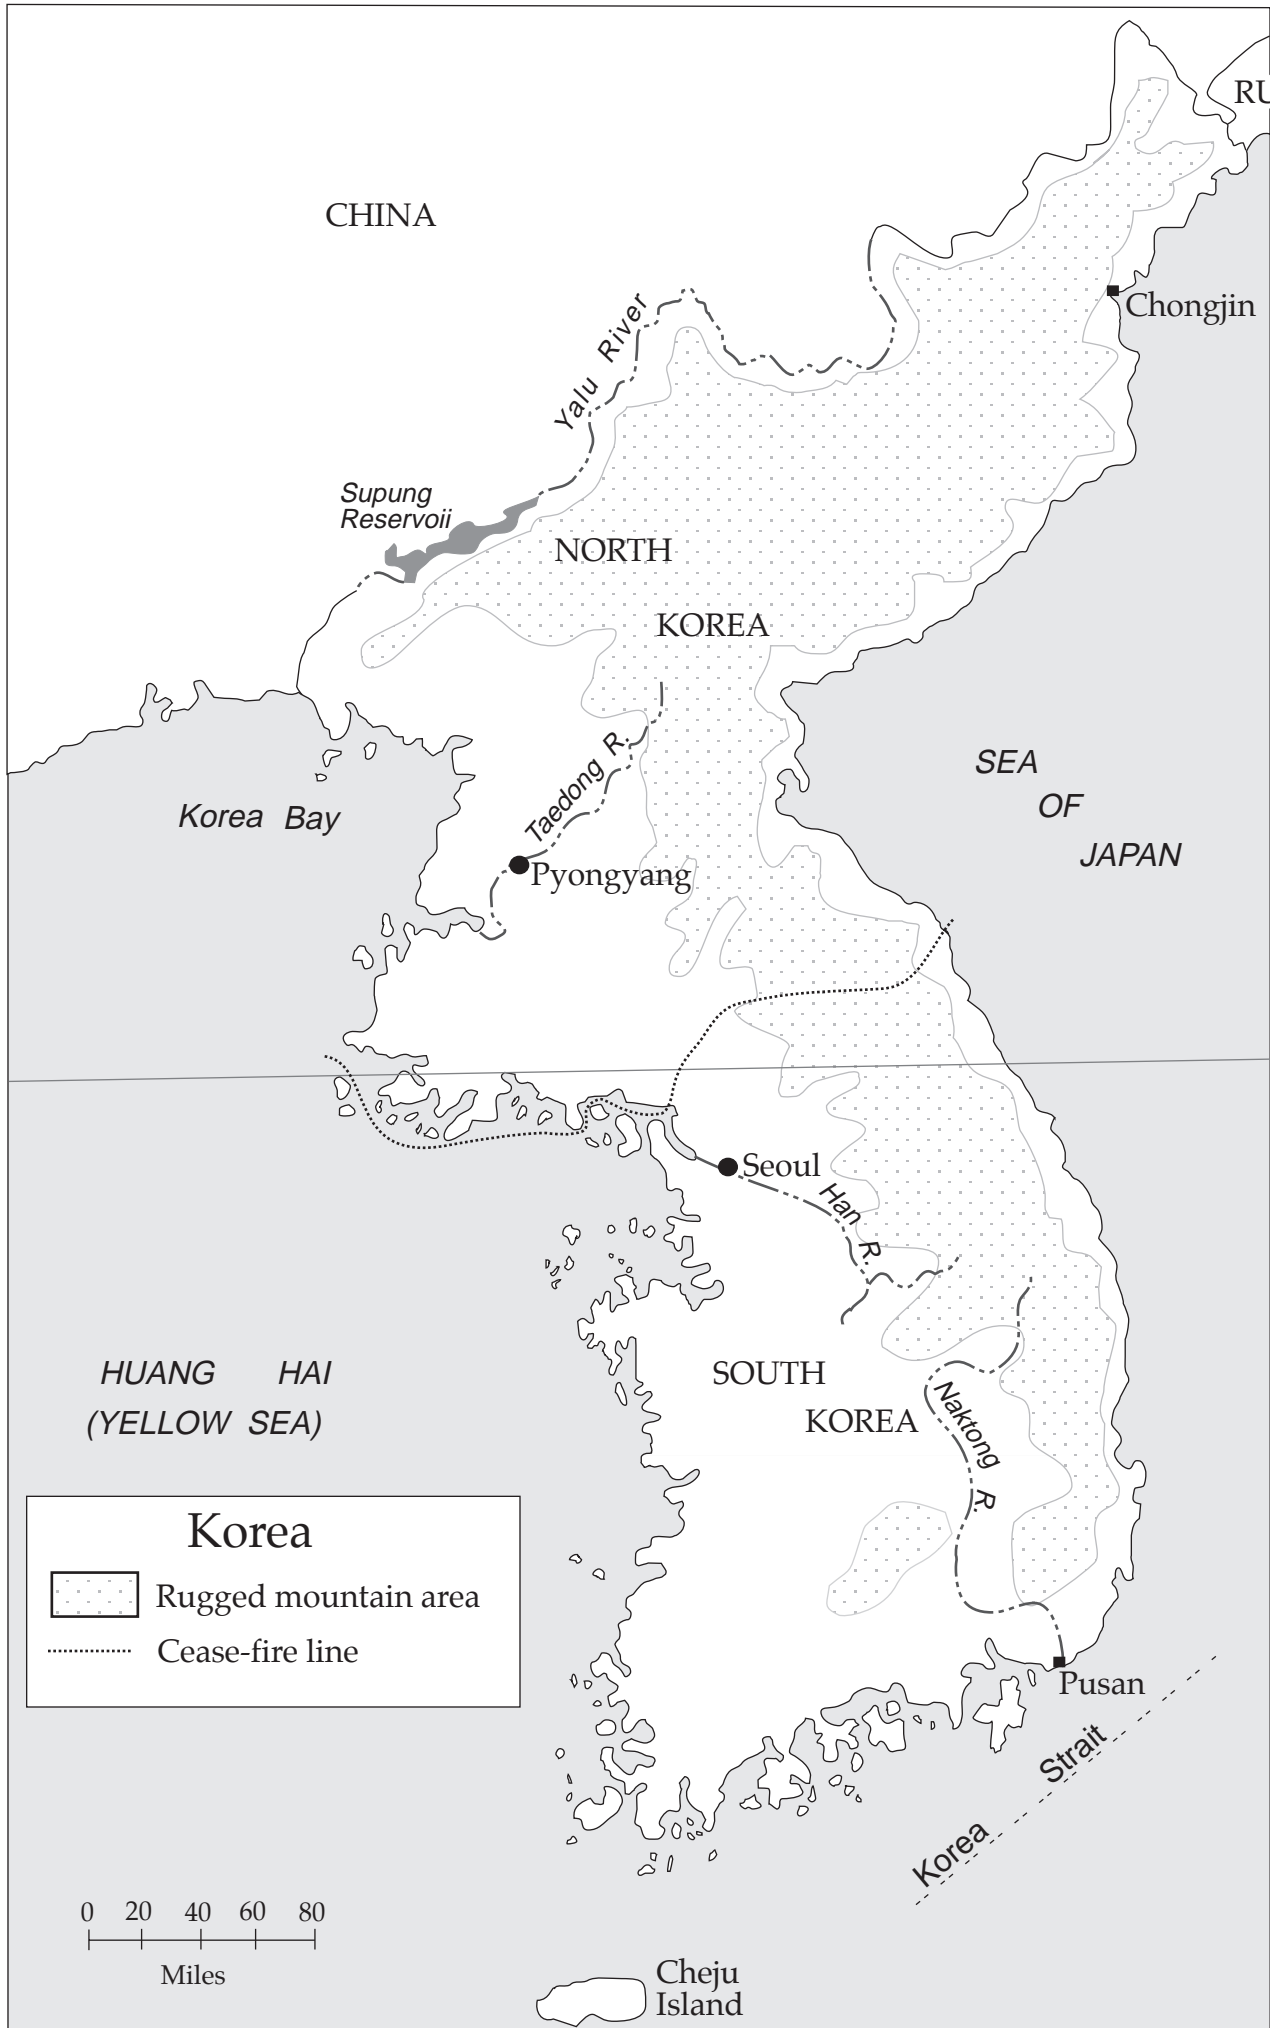 RU
CHINA
Chongjin
Yalu River
Supung
Reservoii
NORTH
KOREA
SEA
OF
JAPAN
Taedong R.
Korea Bay
Pyongyang
Seoul
Han R.
HUANG HAI
(YELLOW SEA)
SOUTH
KOREA
Naktong R.
Korea
Rugged mountain area
Cease-fire line
Pusan
Korea Strait
0 20 40 60 80
Miles
Cheju
Island